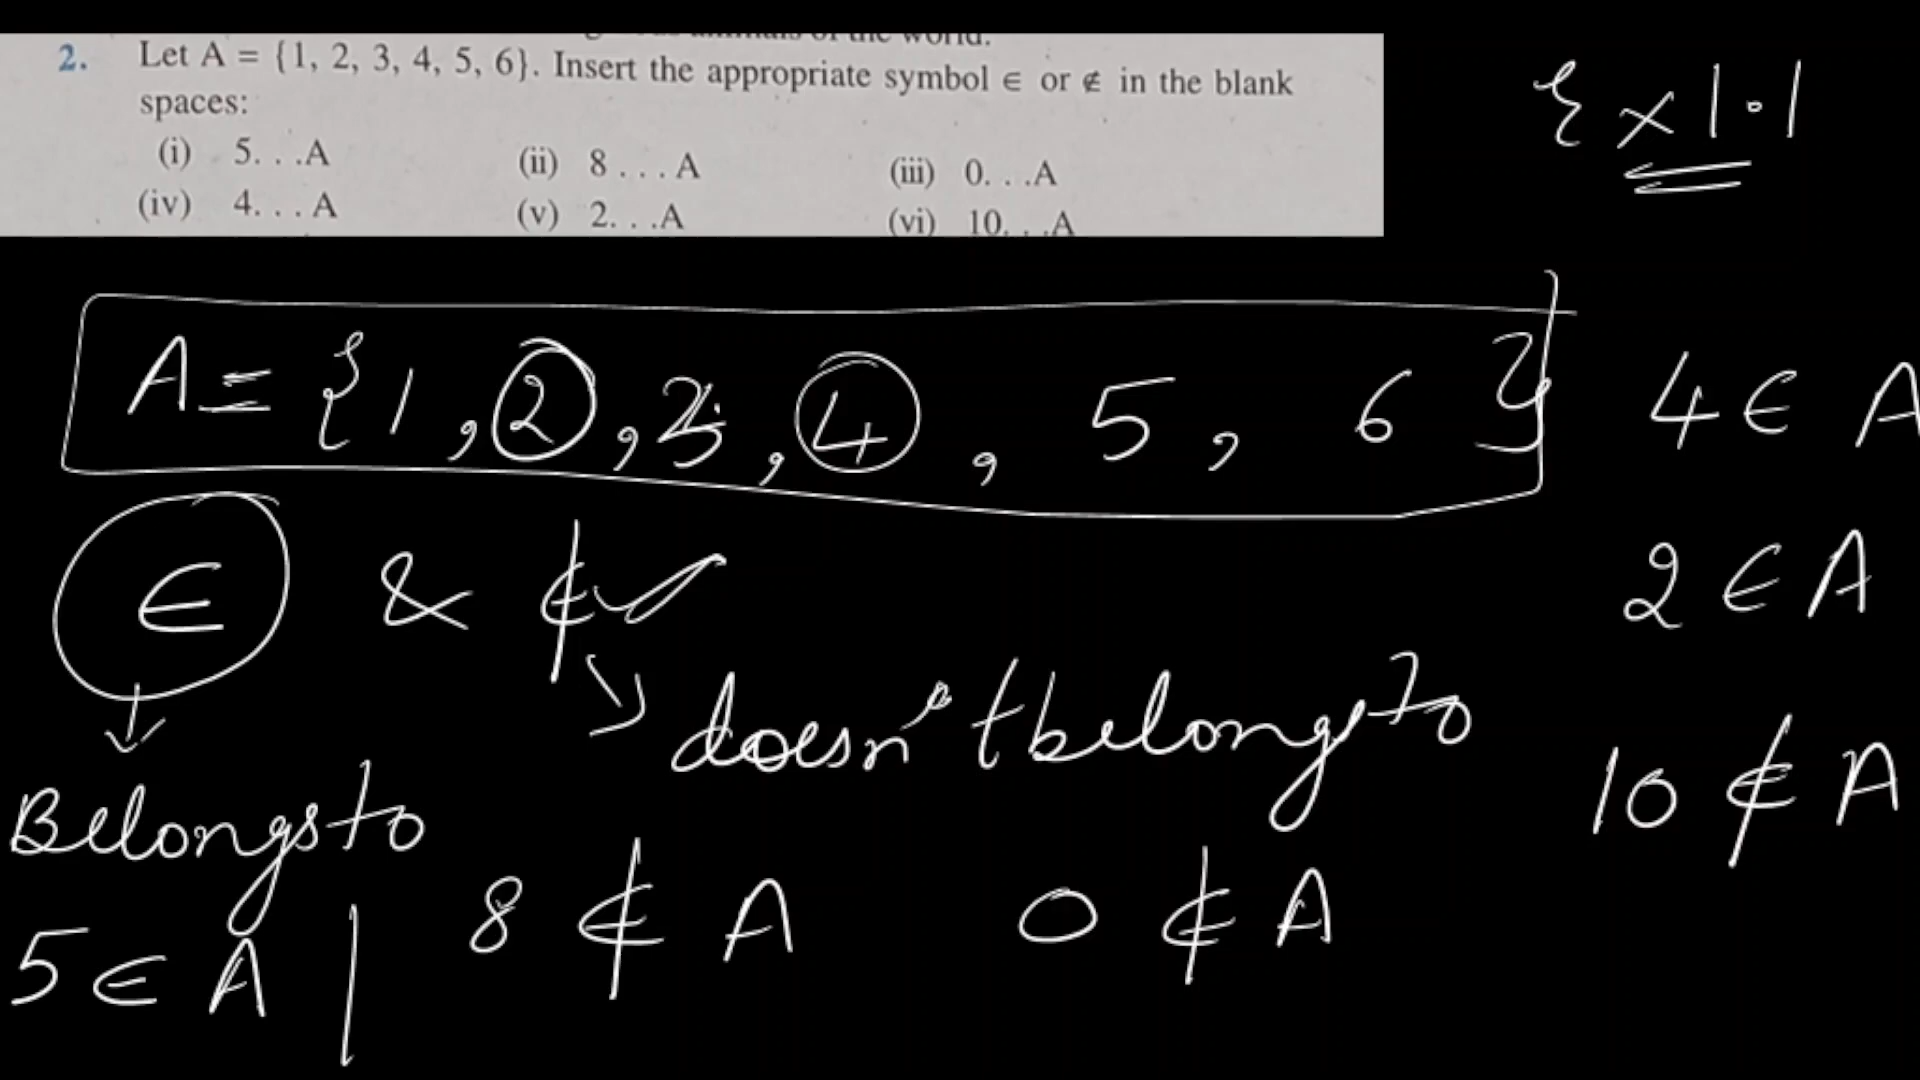 2. Let A = {1, 2, 3, 4, 5, 6}. Insert the appropriate symbol ∈ or ∉ in the blank
spaces:
(i) 5. . .A (ii) 8 . . . A (iii) 0. . .A
(iv) 4. . . A (v) 2. . .A (vi) 10. . .A
Ex 1.1
A = {1, 2, 3, 4, 5, 6}
4 ∈ A
∈ & ∉
2 ∈ A
doesn't belongs to
Belongs to
10 ∉ A
5 ∈ A | 8 ∉ A 0 ∉ A